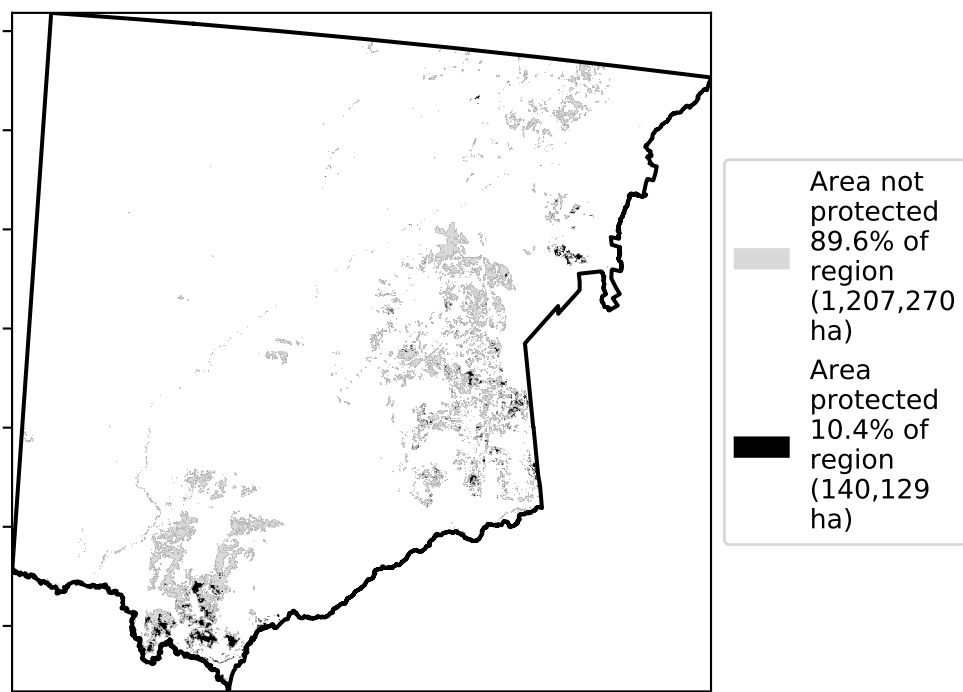 Area not
protected
89.6% of
region
(1,207,270
ha)
Area
protected
10.4% of
region
(140,129
ha)